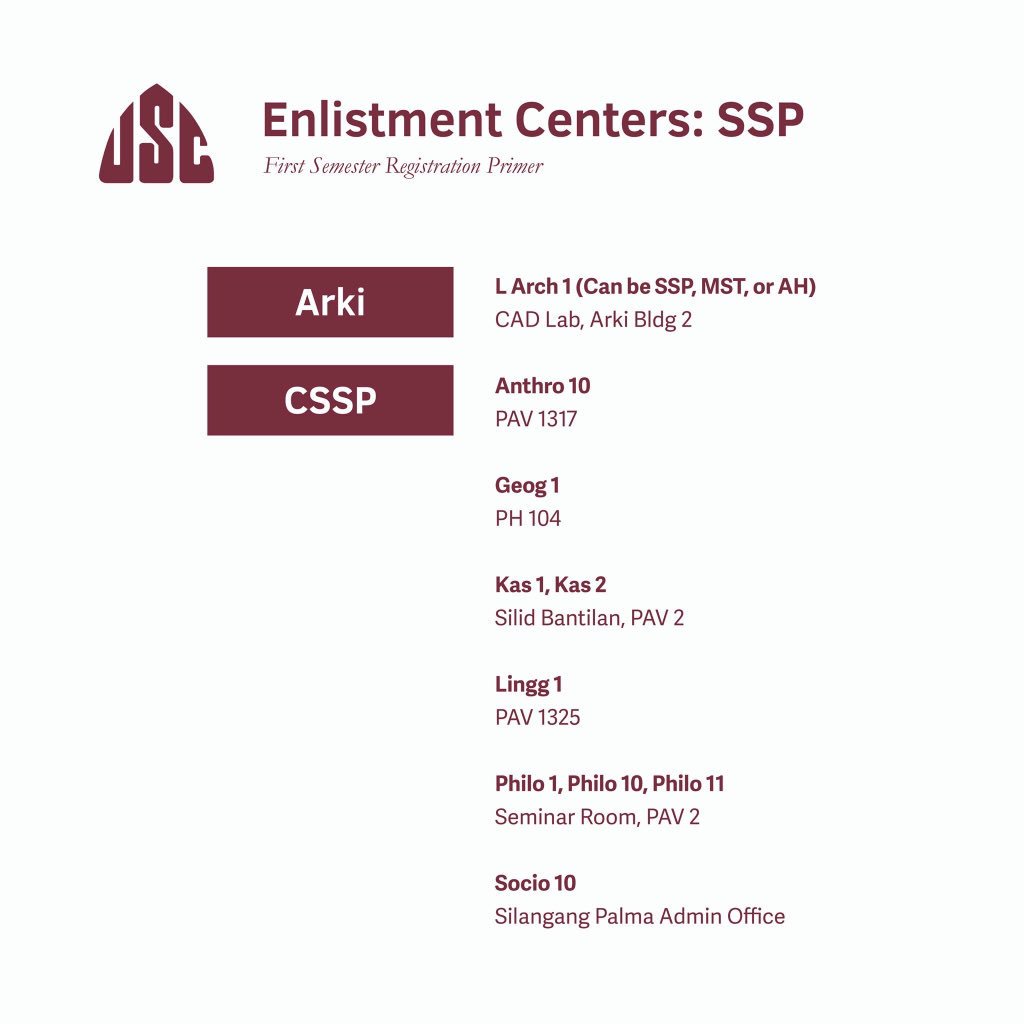 USC
Enlistment Centers: SSP
First Semester Registration Primer
Arki
L Arch 1 (Can be SSP, MST, or AH)
CAD Lab, Arki Bldg 2
CSSP
Anthro 10
PAV 1317
Geog 1
PH 104
Kas 1, Kas 2
Silid Bantilan, PAV 2
Lingg 1
PAV 1325
Philo 1, Philo 10, Philo 11
Seminar Room, PAV 2
Socio 10
Silangang Palma Admin Office